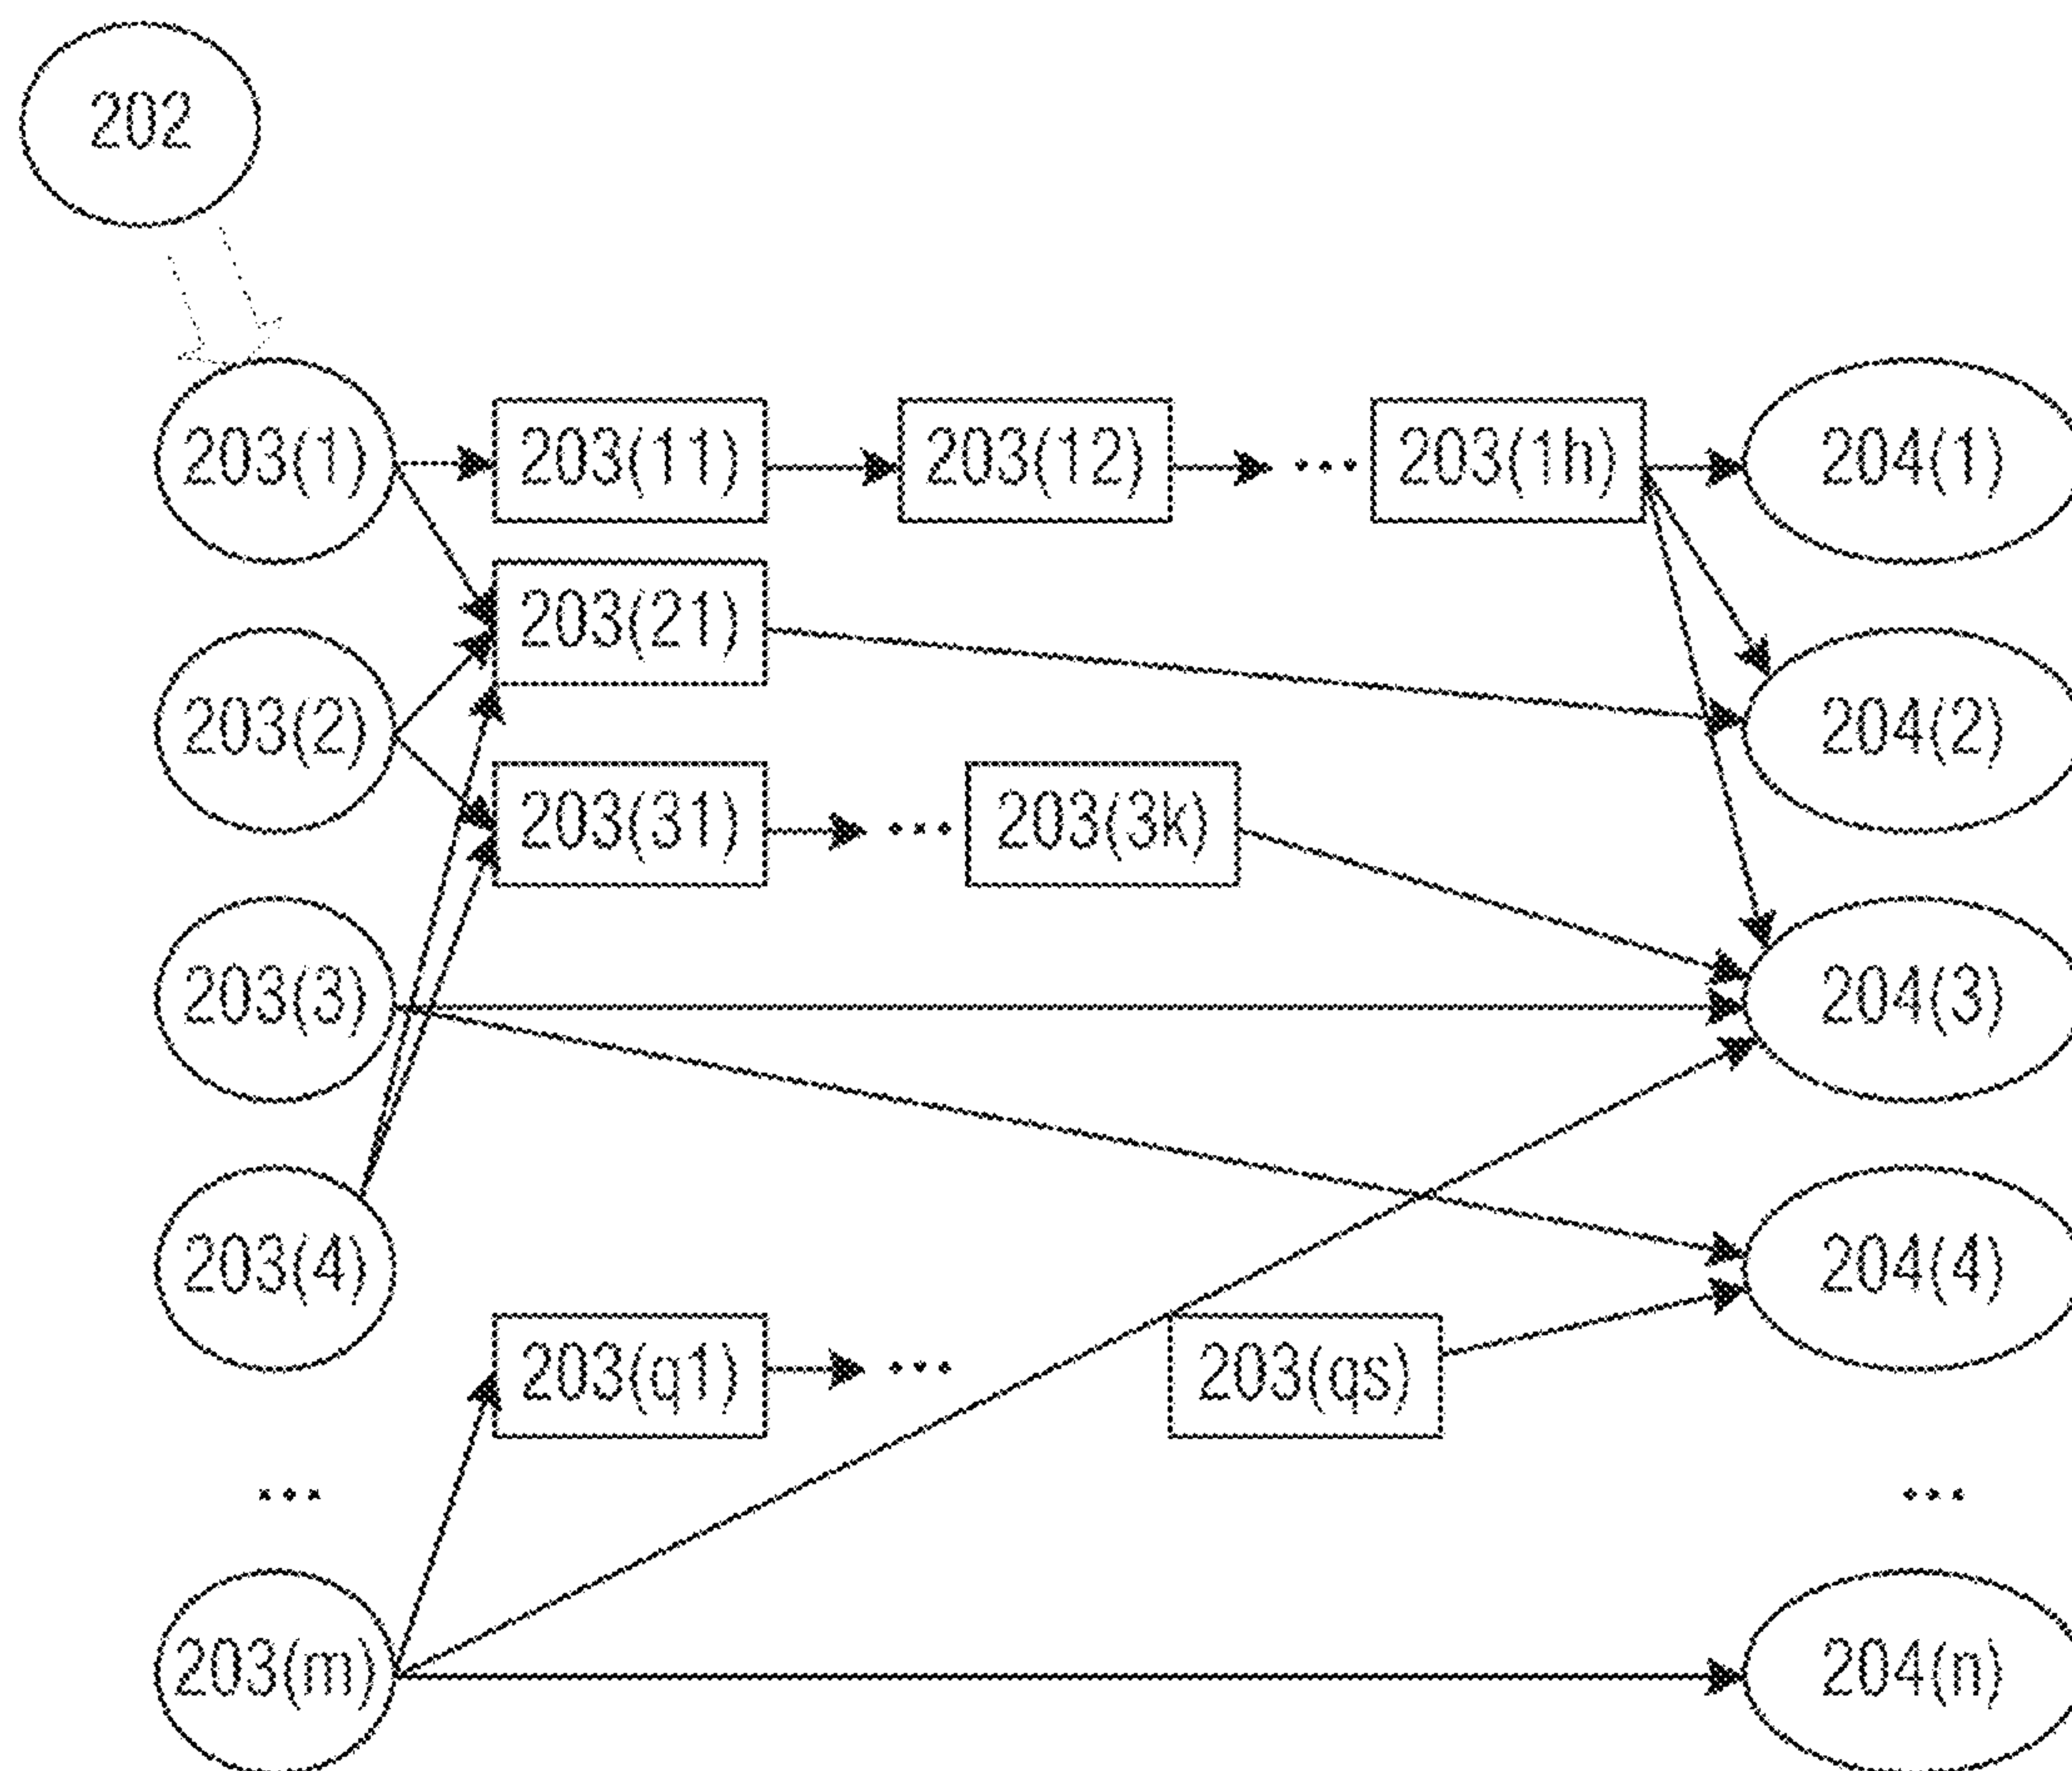 202
203(1) 203(11) 203(12) ... 203(1h) 204(1)
203(21)
203(2) 204(2)
203(31) ... 203(3k)
203(3) 204(3)
203(4) 204(4)
203(q1) ... 203(qs)
... ...
203(m) 204(n)